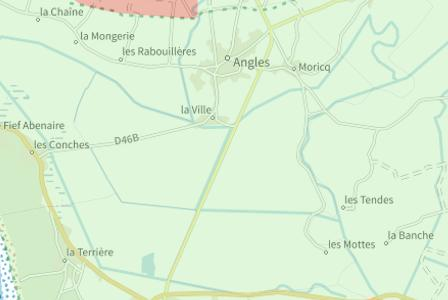 la Chaîne
la Mongerie
les Rabouillères
Angles
Moricq
la Ville
Fief Abenaire
D46B
les Conches
les Tendes
la Banche
les Mottes
la Terrière